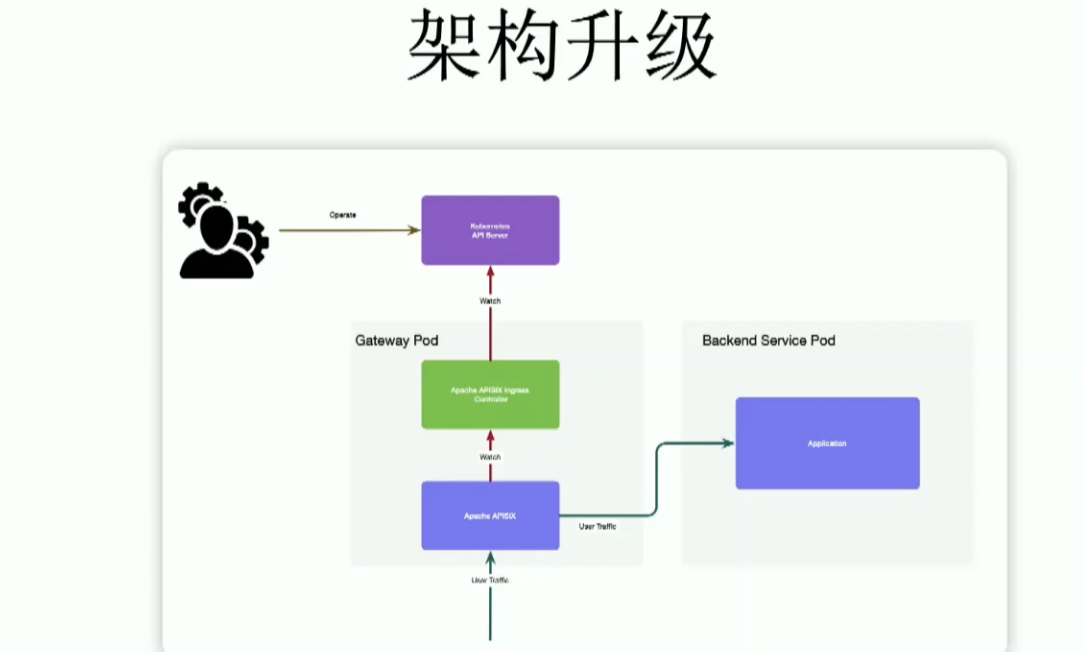 架构升级
Operate
Kubernetes
API Server
Watch
Gateway Pod
Backend Service Pod
Apache APISIX Ingress
Controller
Watch
Application
Apache APISIX
User Traffic
User Traffic